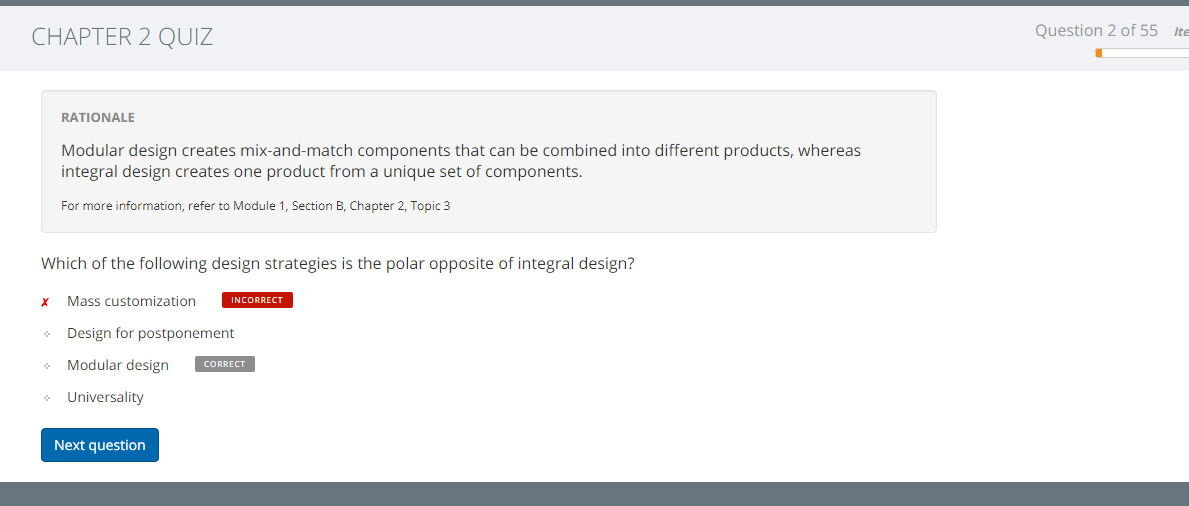 CHAPTER 2 QUIZ
Question 2 of 55
RATIONALE
Modular design creates mix-and-match components that can be combined into different products, whereas
integral design creates one product from a unique set of components.
For more information, refer to Module 1, Section B, Chapter 2, Topic 3
Which of the following design strategies is the polar opposite of integral design?
✗ Mass customization INCORRECT
Design for postponement
Modular design CORRECT
Universality
Next question